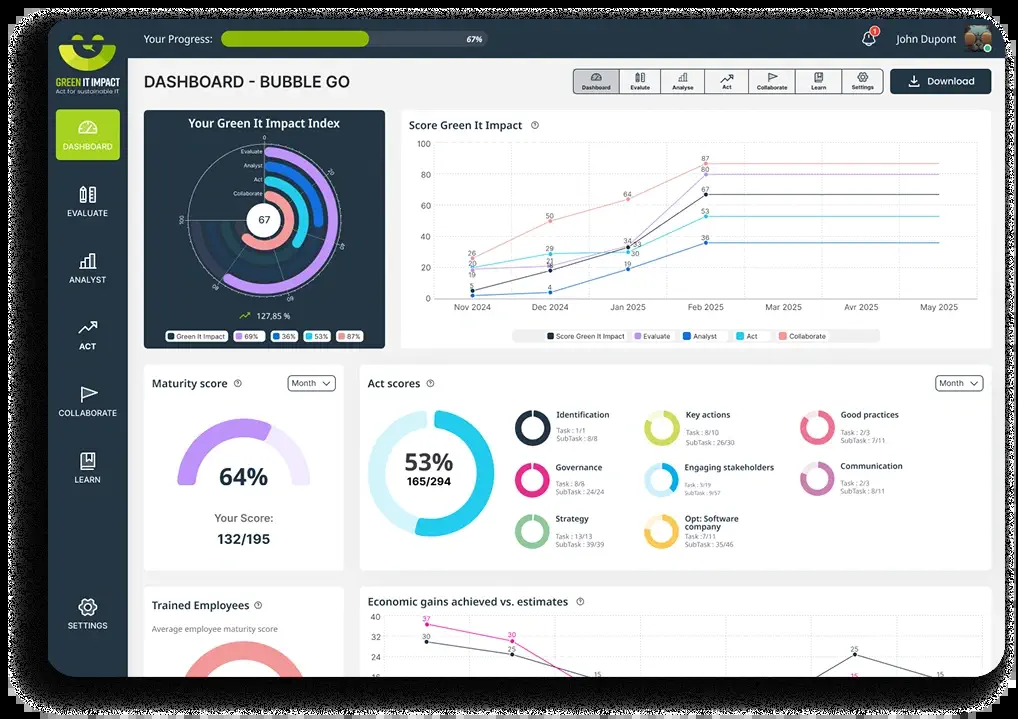 Your Progress:
67%
1
John Dupont
GREEN IT IMPACT
Act for sustainable IT
DASHBOARD - BUBBLE GO
Dashboard
Evalute
Analyse
Act
Collaborate
Learn
Settings
Download
DASHBOARD
EVALUATE
ANALYST
ACT
COLLABORATE
LEARN
SETTINGS
Your Green It Impact Index
0
20
40
60
80
100
Evaluate
Analyst
Act
Collaborate
67
127,85 %
Green It Impact
69%
36%
53%
87%
Score Green It Impact
100
80
60
40
20
0
26
20
19
5
50
29
21
4
64
34
33
30
19
87
80
67
53
36
Nov 2024
Dec 2024
Jan 2025
Feb 2025
Mar 2025
Avr 2025
May 2025
Score Green It Impact
Evaluate
Analyst
Act
Collaborate
Maturity score
Month
64%
Your Score:
132/195
Act scores
Month
53%
165/294
Identification
Task : 1/1
SubTask : 8/8
Key actions
Task : 8/10
SubTask : 26/30
Good practices
Task : 2/3
SubTask : 7/11
Governance
Task : 8/8
SubTask : 24/24
Engaging stakeholders
Task : 3/19
SubTask : 9/57
Communication
Task : 2/3
SubTask : 8/11
Strategy
Task : 13/13
SubTask : 39/39
Opt: Software
company
Task : 7/11
SubTask : 35/46
Trained Employees
Average employee maturity score
Economic gains achieved vs. estimates
40
32
24
16
37
30
30
25
15
25
15
15